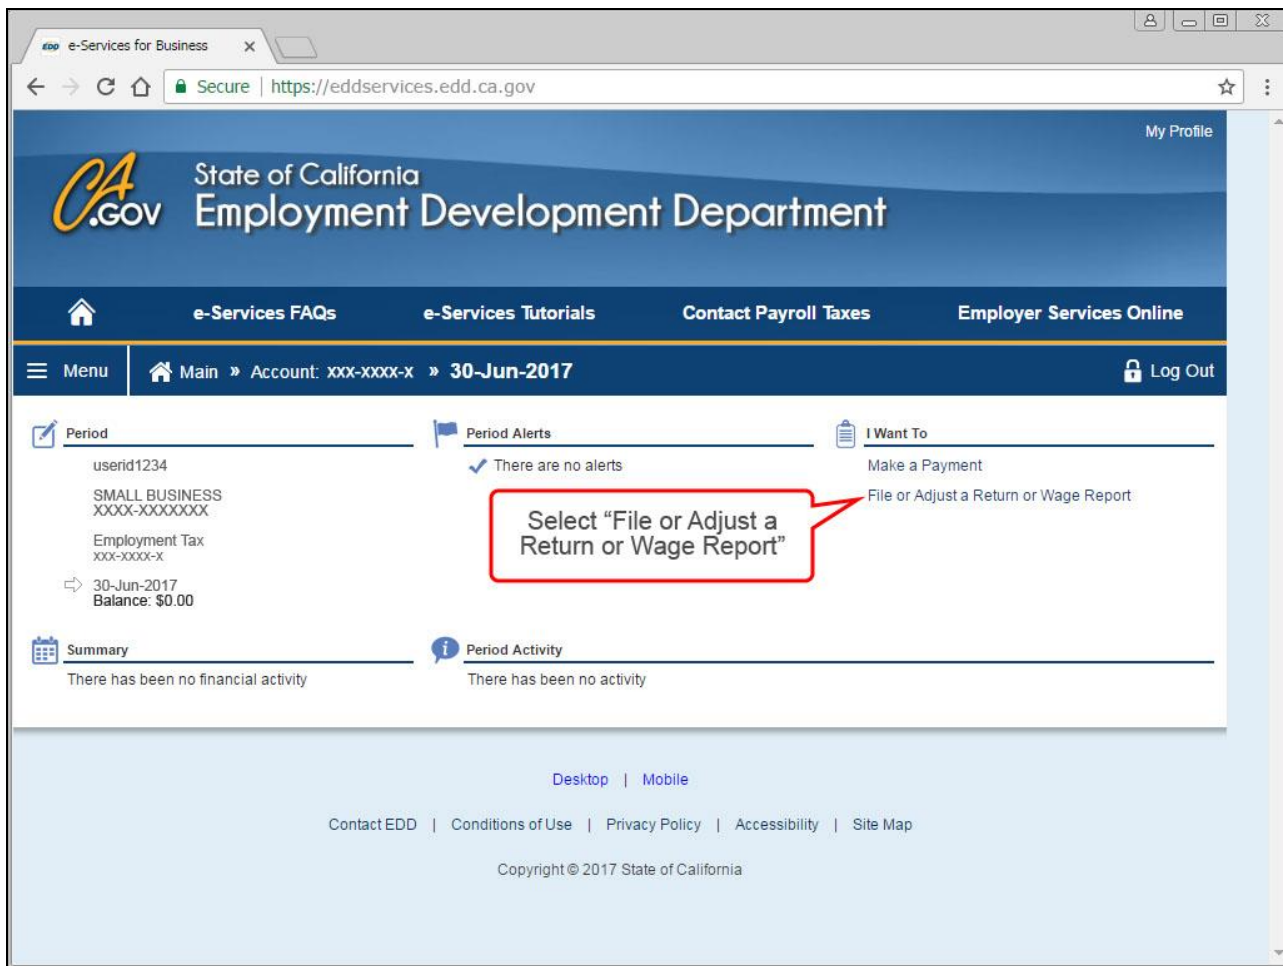 EDD e-Services for Business
Secure | https://eddservices.edd.ca.gov
My Profile
CA.GOV
State of California
Employment Development Department
e-Services FAQs
e-Services Tutorials
Contact Payroll Taxes
Employer Services Online
Menu
Main » Account: xxx-xxxx-x » 30-Jun-2017
Log Out
Period
userid1234
SMALL BUSINESS
XXXX-XXXXXXX
Employment Tax
xxx-xxxx-x
30-Jun-2017
Balance: $0.00
Period Alerts
There are no alerts
I Want To
Make a Payment
File or Adjust a Return or Wage Report
Select “File or Adjust a
Return or Wage Report”
Summary
There has been no financial activity
Period Activity
There has been no activity
Desktop | Mobile
Contact EDD | Conditions of Use | Privacy Policy | Accessibility | Site Map
Copyright © 2017 State of California